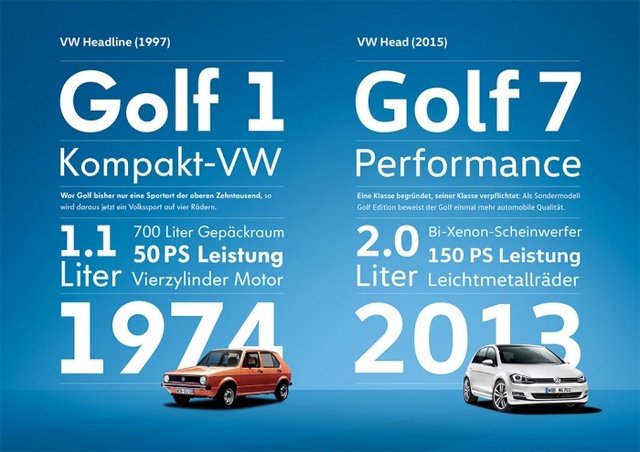 VW Headline (1997)
Golf 1
Kompakt-VW
War Golf bisher nur eine Sportart der oberen Zehntausend, so
wird daraus jetzt ein Volkssport auf vier Rädern.
1.1
Liter
700 Liter Gepäckraum
50 PS Leistung
Vierzylinder Motor
1974
VW Head (2015)
Golf 7
Performance
Eine Klasse begründet, seiner Klasse verpflichtet: Als Sondermodell
Golf Edition beweist der Golf einmal mehr automobile Qualität.
2.0
Liter
Bi-Xenon-Scheinwerfer
150 PS Leistung
Leichtmetallräder
2013